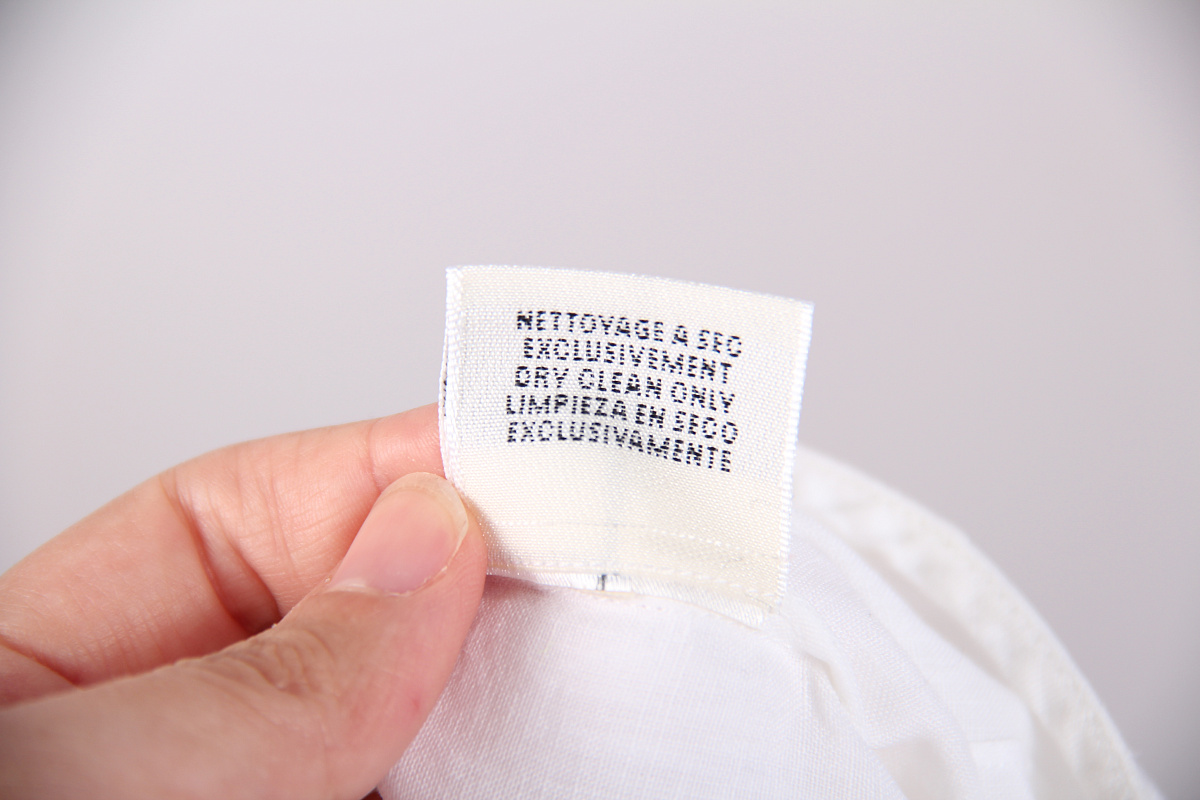 NETTOYAGE A SEC
EXCLUSIVEMENT
DRY CLEAN ONLY
LIMPIEZA EN SECO
EXCLUSIVAMENTE